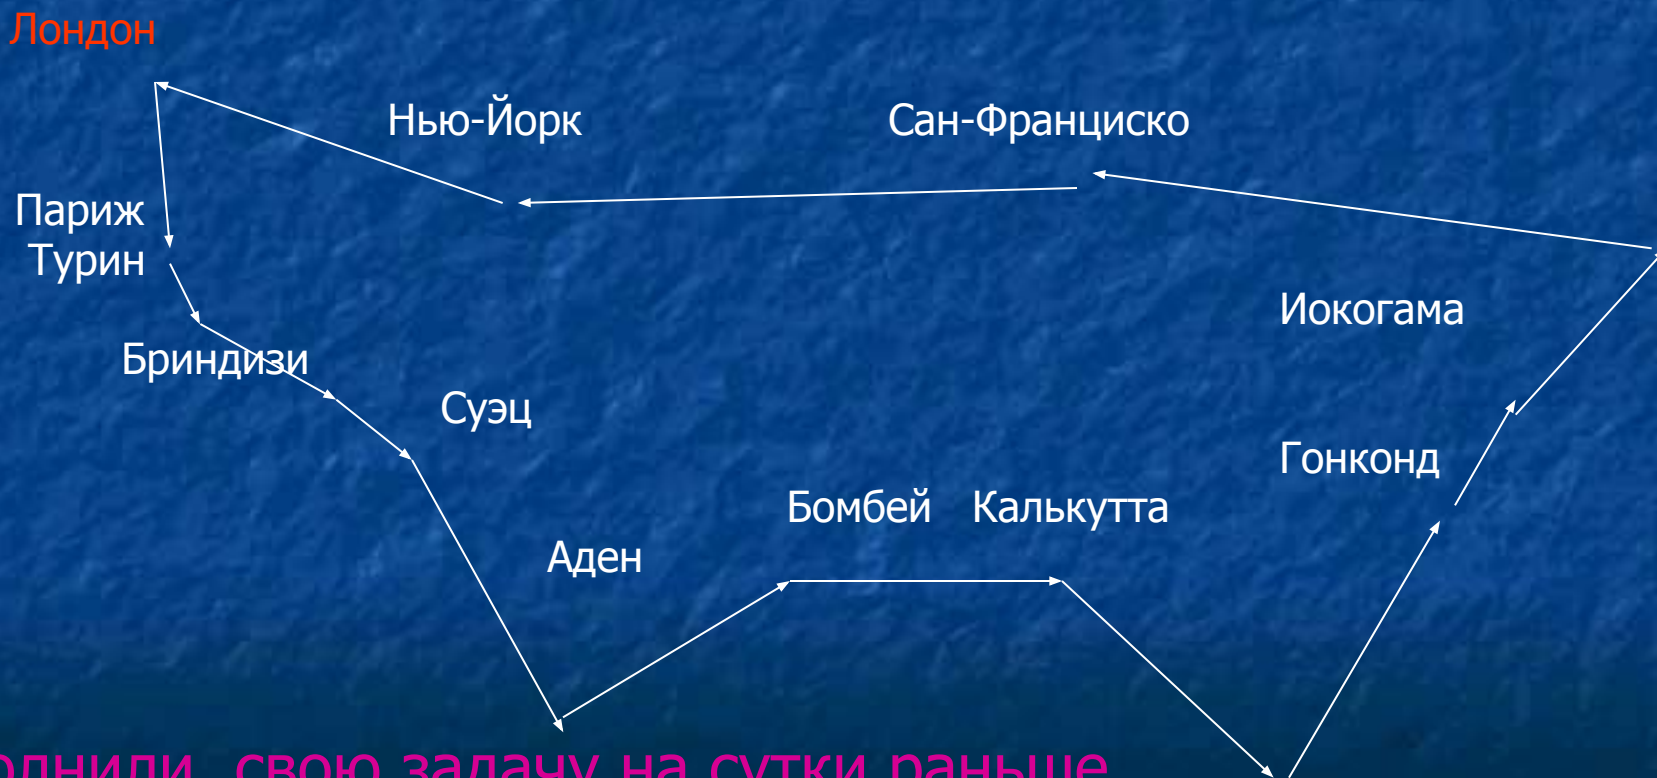 Лондон
Нью-Йорк Сан-Франциско
Париж
Турин
Иокогама
Бриндизи
Суэц
Гонконд
Бомбей Калькутта
Аден
свою задачу на сутки раньше